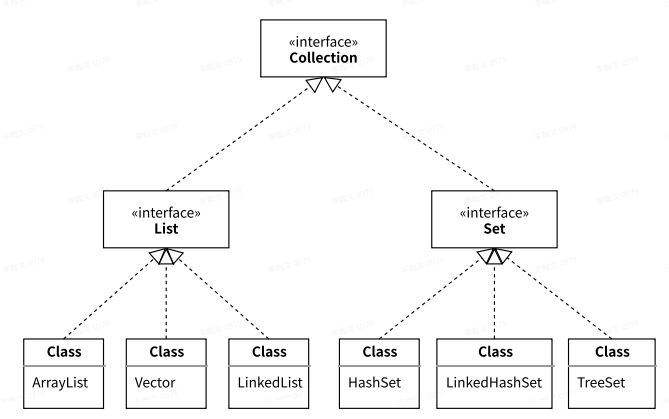 «interface»
Collection
«interface»
List
«interface»
Set
Class
ArrayList
Class
Vector
Class
LinkedList
Class
HashSet
Class
LinkedHashSet
Class
TreeSet